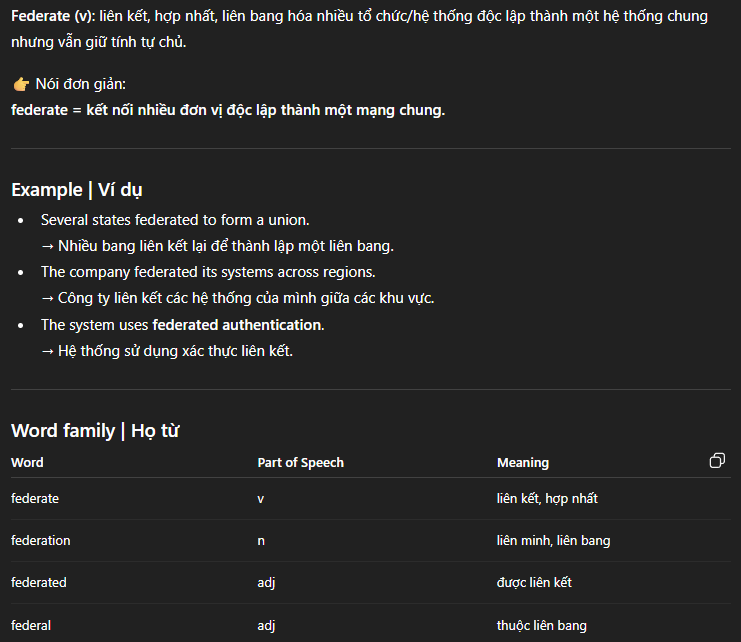 Federate (v): liên kết, hợp nhất, liên bang hóa nhiều tổ chức/hệ thống độc lập thành một hệ thống chung
nhưng vẫn giữ tính tự chủ.
👉 Nói đơn giản:
federate = kết nối nhiều đơn vị độc lập thành một mạng chung.
Example | Ví dụ
• Several states federated to form a union.
→ Nhiều bang liên kết lại để thành lập một liên bang.
• The company federated its systems across regions.
→ Công ty liên kết các hệ thống của mình giữa các khu vực.
• The system uses federated authentication.
→ Hệ thống sử dụng xác thực liên kết.
Word family | Họ từ
Word Part of Speech Meaning
federate v liên kết, hợp nhất
federation n liên minh, liên bang
federated adj được liên kết
federal adj thuộc liên bang